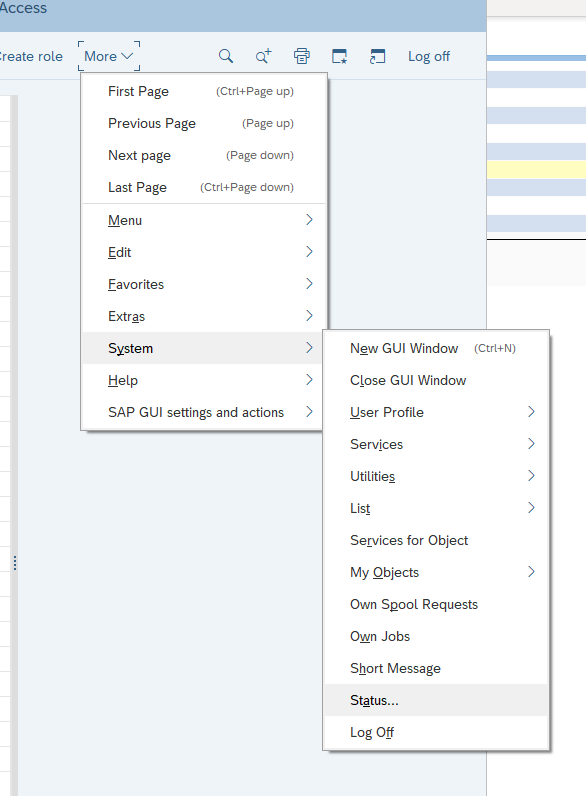 Access
Create role More Log off
First Page (Ctrl+Page up)
Previous Page (Page up)
Next page (Page down)
Last Page (Ctrl+Page down)
Menu
Edit
Favorites
Extras
System
Help
SAP GUI settings and actions
New GUI Window (Ctrl+N)
Close GUI Window
User Profile
Services
Utilities
List
Services for Object
My Objects
Own Spool Requests
Own Jobs
Short Message
Status...
Log Off